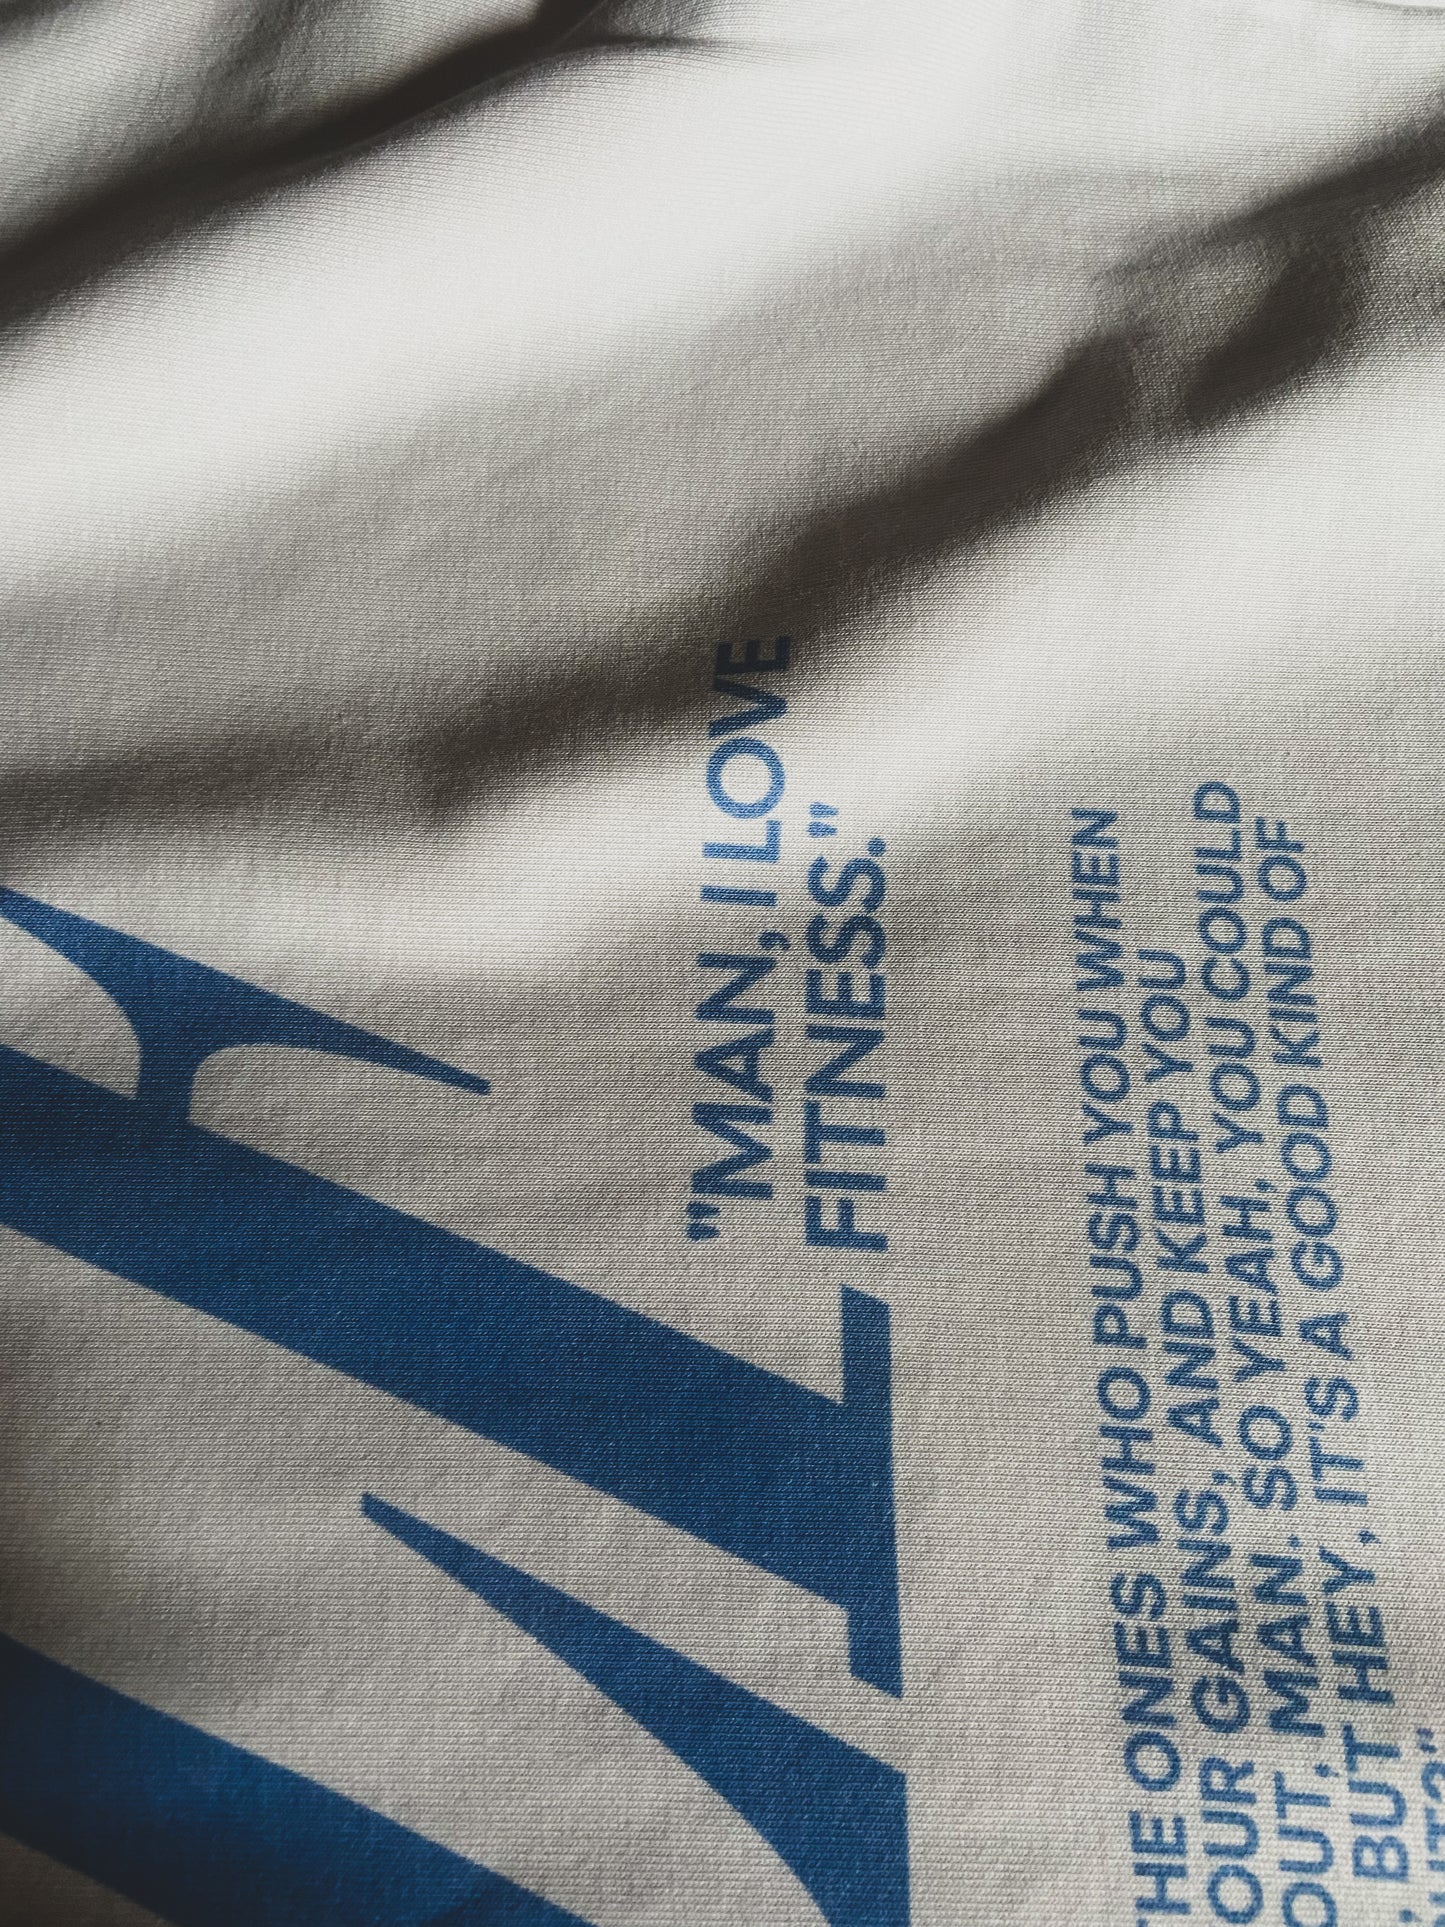 "MAN, I LOVE
FITNESS."
THE ONES WHO PUSH YOU WHEN
OUR GAINS, AND KEEP YOU
OUT, MAN. SO YEAH, YOU COULD
, BUT HEY, IT'S A GOOD KIND OF